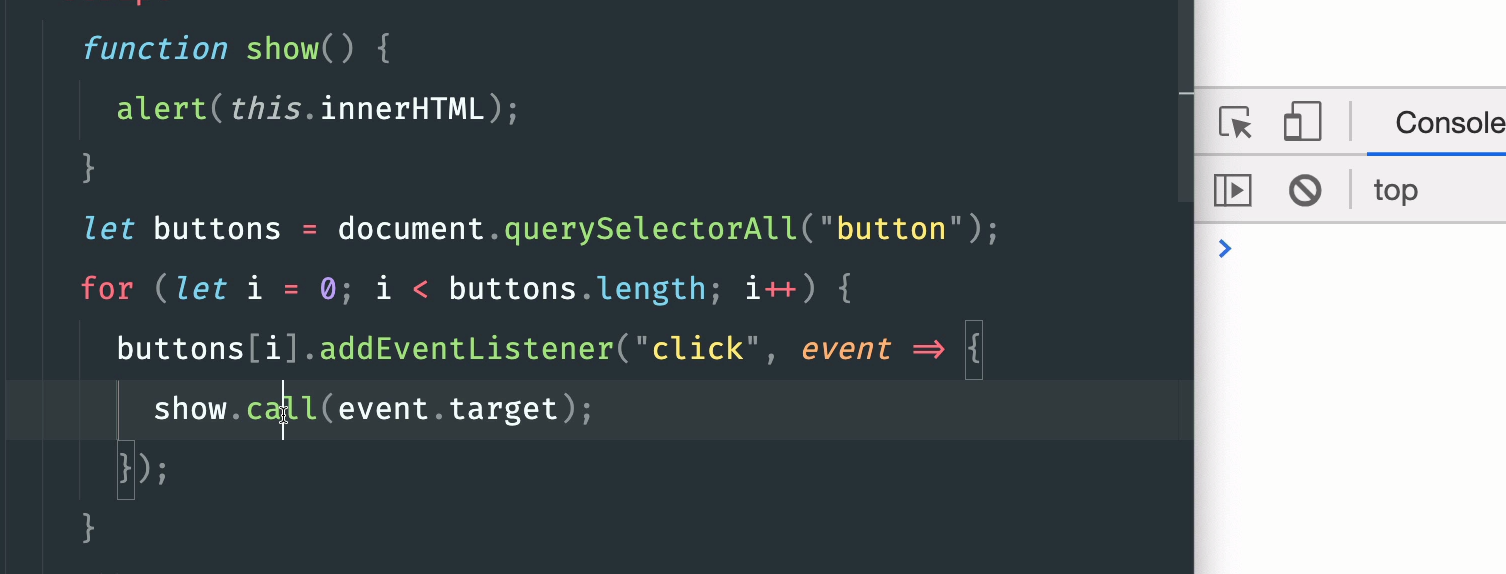 function show() {
alert(this.innerHTML);
}
let buttons = document.querySelectorAll("button");
for (let i = 0; i < buttons.length; i++) {
buttons[i].addEventListener("click", event => {
show.call(event.target);
});
}
Console
top